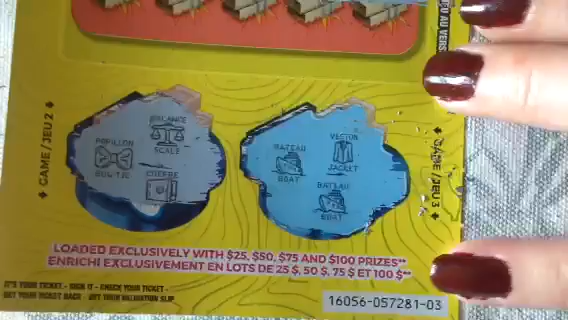 GAME / JEU 2
BALANCE
SCALE
PAPILLON
BOW-TIE
COFFRE
GAME / JEU 3
VESTON
JACKET
BATEAU
BOAT
BATEAU
BOAT
LOADED EXCLUSIVELY WITH $25, $50, $75 AND $100 PRIZES**
ENRICHI EXCLUSIVEMENT EN LOTS DE 25 $, 50 $, 75 $ ET 100 $**
IT'S YOUR TICKET. - SIGN IT - CHECK YOUR TICKET -
GET YOUR TICKET BACK - GET YOUR VALIDATION SLIP
16056-057281-03
AU VERS